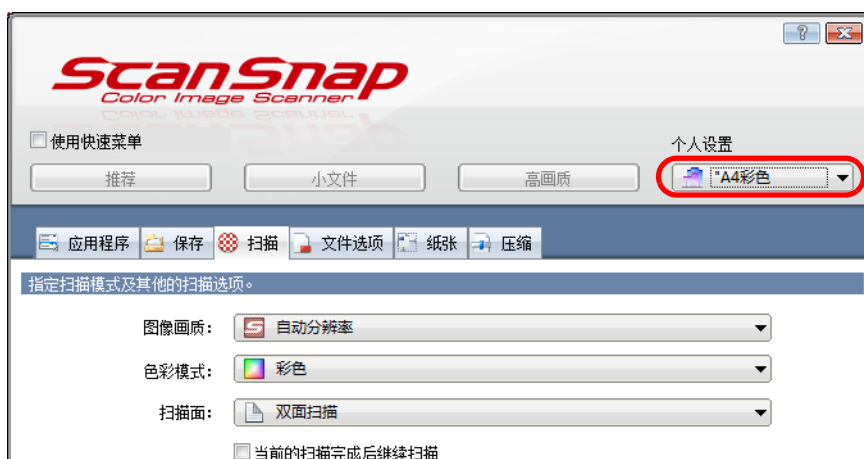 ScanSnap
Color Image Scanner
使用快速菜单
个人设置
推荐
小文件
高画质
"A4彩色
应用程序
保存
扫描
文件选项
纸张
压缩
指定扫描模式及其他的扫描选项。
图像画质：
自动分辨率
色彩模式：
彩色
扫描面：
双面扫描
当前的扫描完成后继续扫描